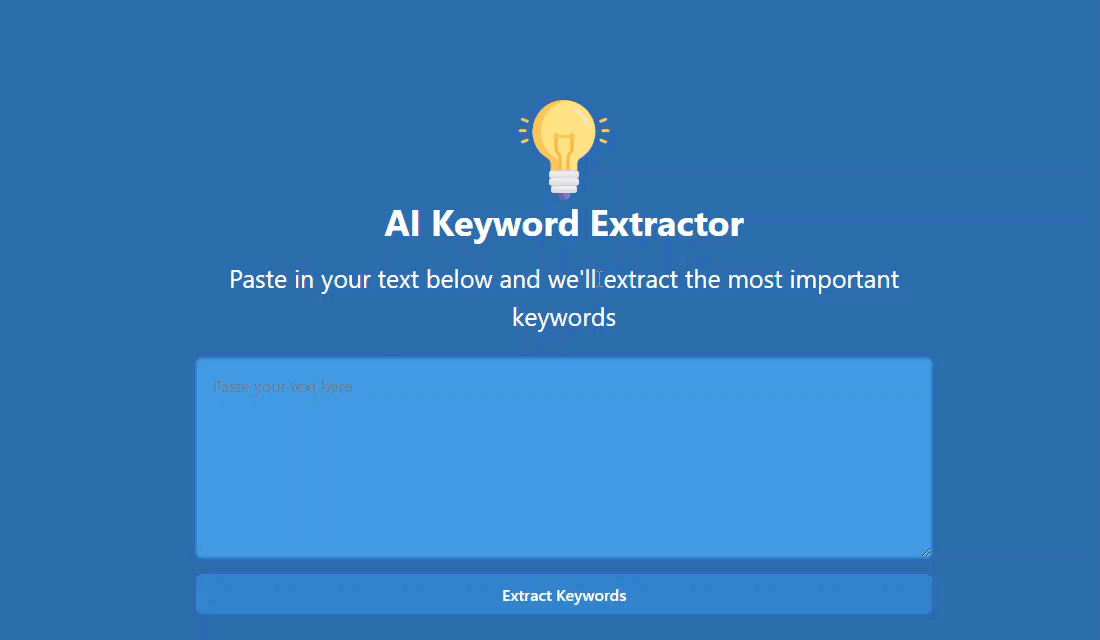 AI Keyword Extractor
Paste in your text below and we'll extract the most important
keywords
Paste your text here
Extract Keywords